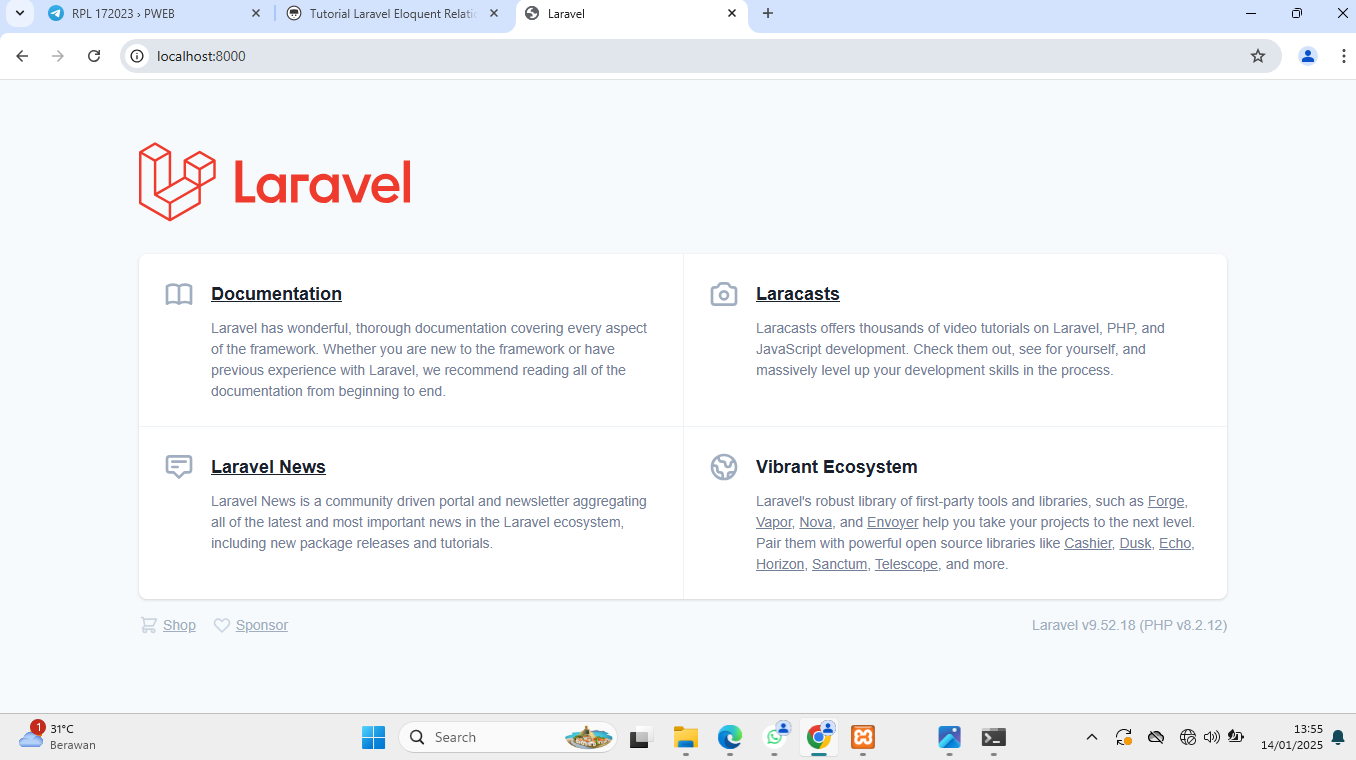 RPL 172023 › PWEB
Tutorial Laravel Eloquent Relatio
Laravel
localhost:8000
Laravel
Documentation
Laravel has wonderful, thorough documentation covering every aspect
of the framework. Whether you are new to the framework or have
previous experience with Laravel, we recommend reading all of the
documentation from beginning to end.
Laracasts
Laracasts offers thousands of video tutorials on Laravel, PHP, and
JavaScript development. Check them out, see for yourself, and
massively level up your development skills in the process.
Laravel News
Laravel News is a community driven portal and newsletter aggregating
all of the latest and most important news in the Laravel ecosystem,
including new package releases and tutorials.
Vibrant Ecosystem
Laravel's robust library of first-party tools and libraries, such as Forge,
Vapor, Nova, and Envoyer help you take your projects to the next level.
Pair them with powerful open source libraries like Cashier, Dusk, Echo,
Horizon, Sanctum, Telescope, and more.
Shop
Sponsor
Laravel v9.52.18 (PHP v8.2.12)
1
31°C
Berawan
Search
13:55
14/01/2025